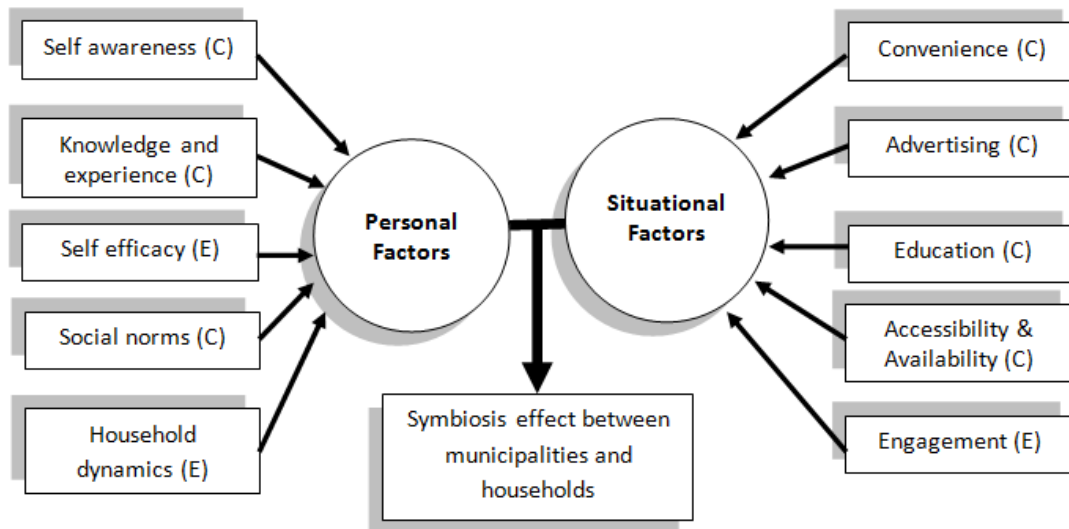 Self awareness (C)
Knowledge and
experience (C)
Self efficacy (E)
Social norms (C)
Household
dynamics (E)
Personal
Factors
Situational
Factors
Symbiosis effect between
municipalities and
households
Convenience (C)
Advertising (C)
Education (C)
Accessibility &
Availability (C)
Engagement (E)